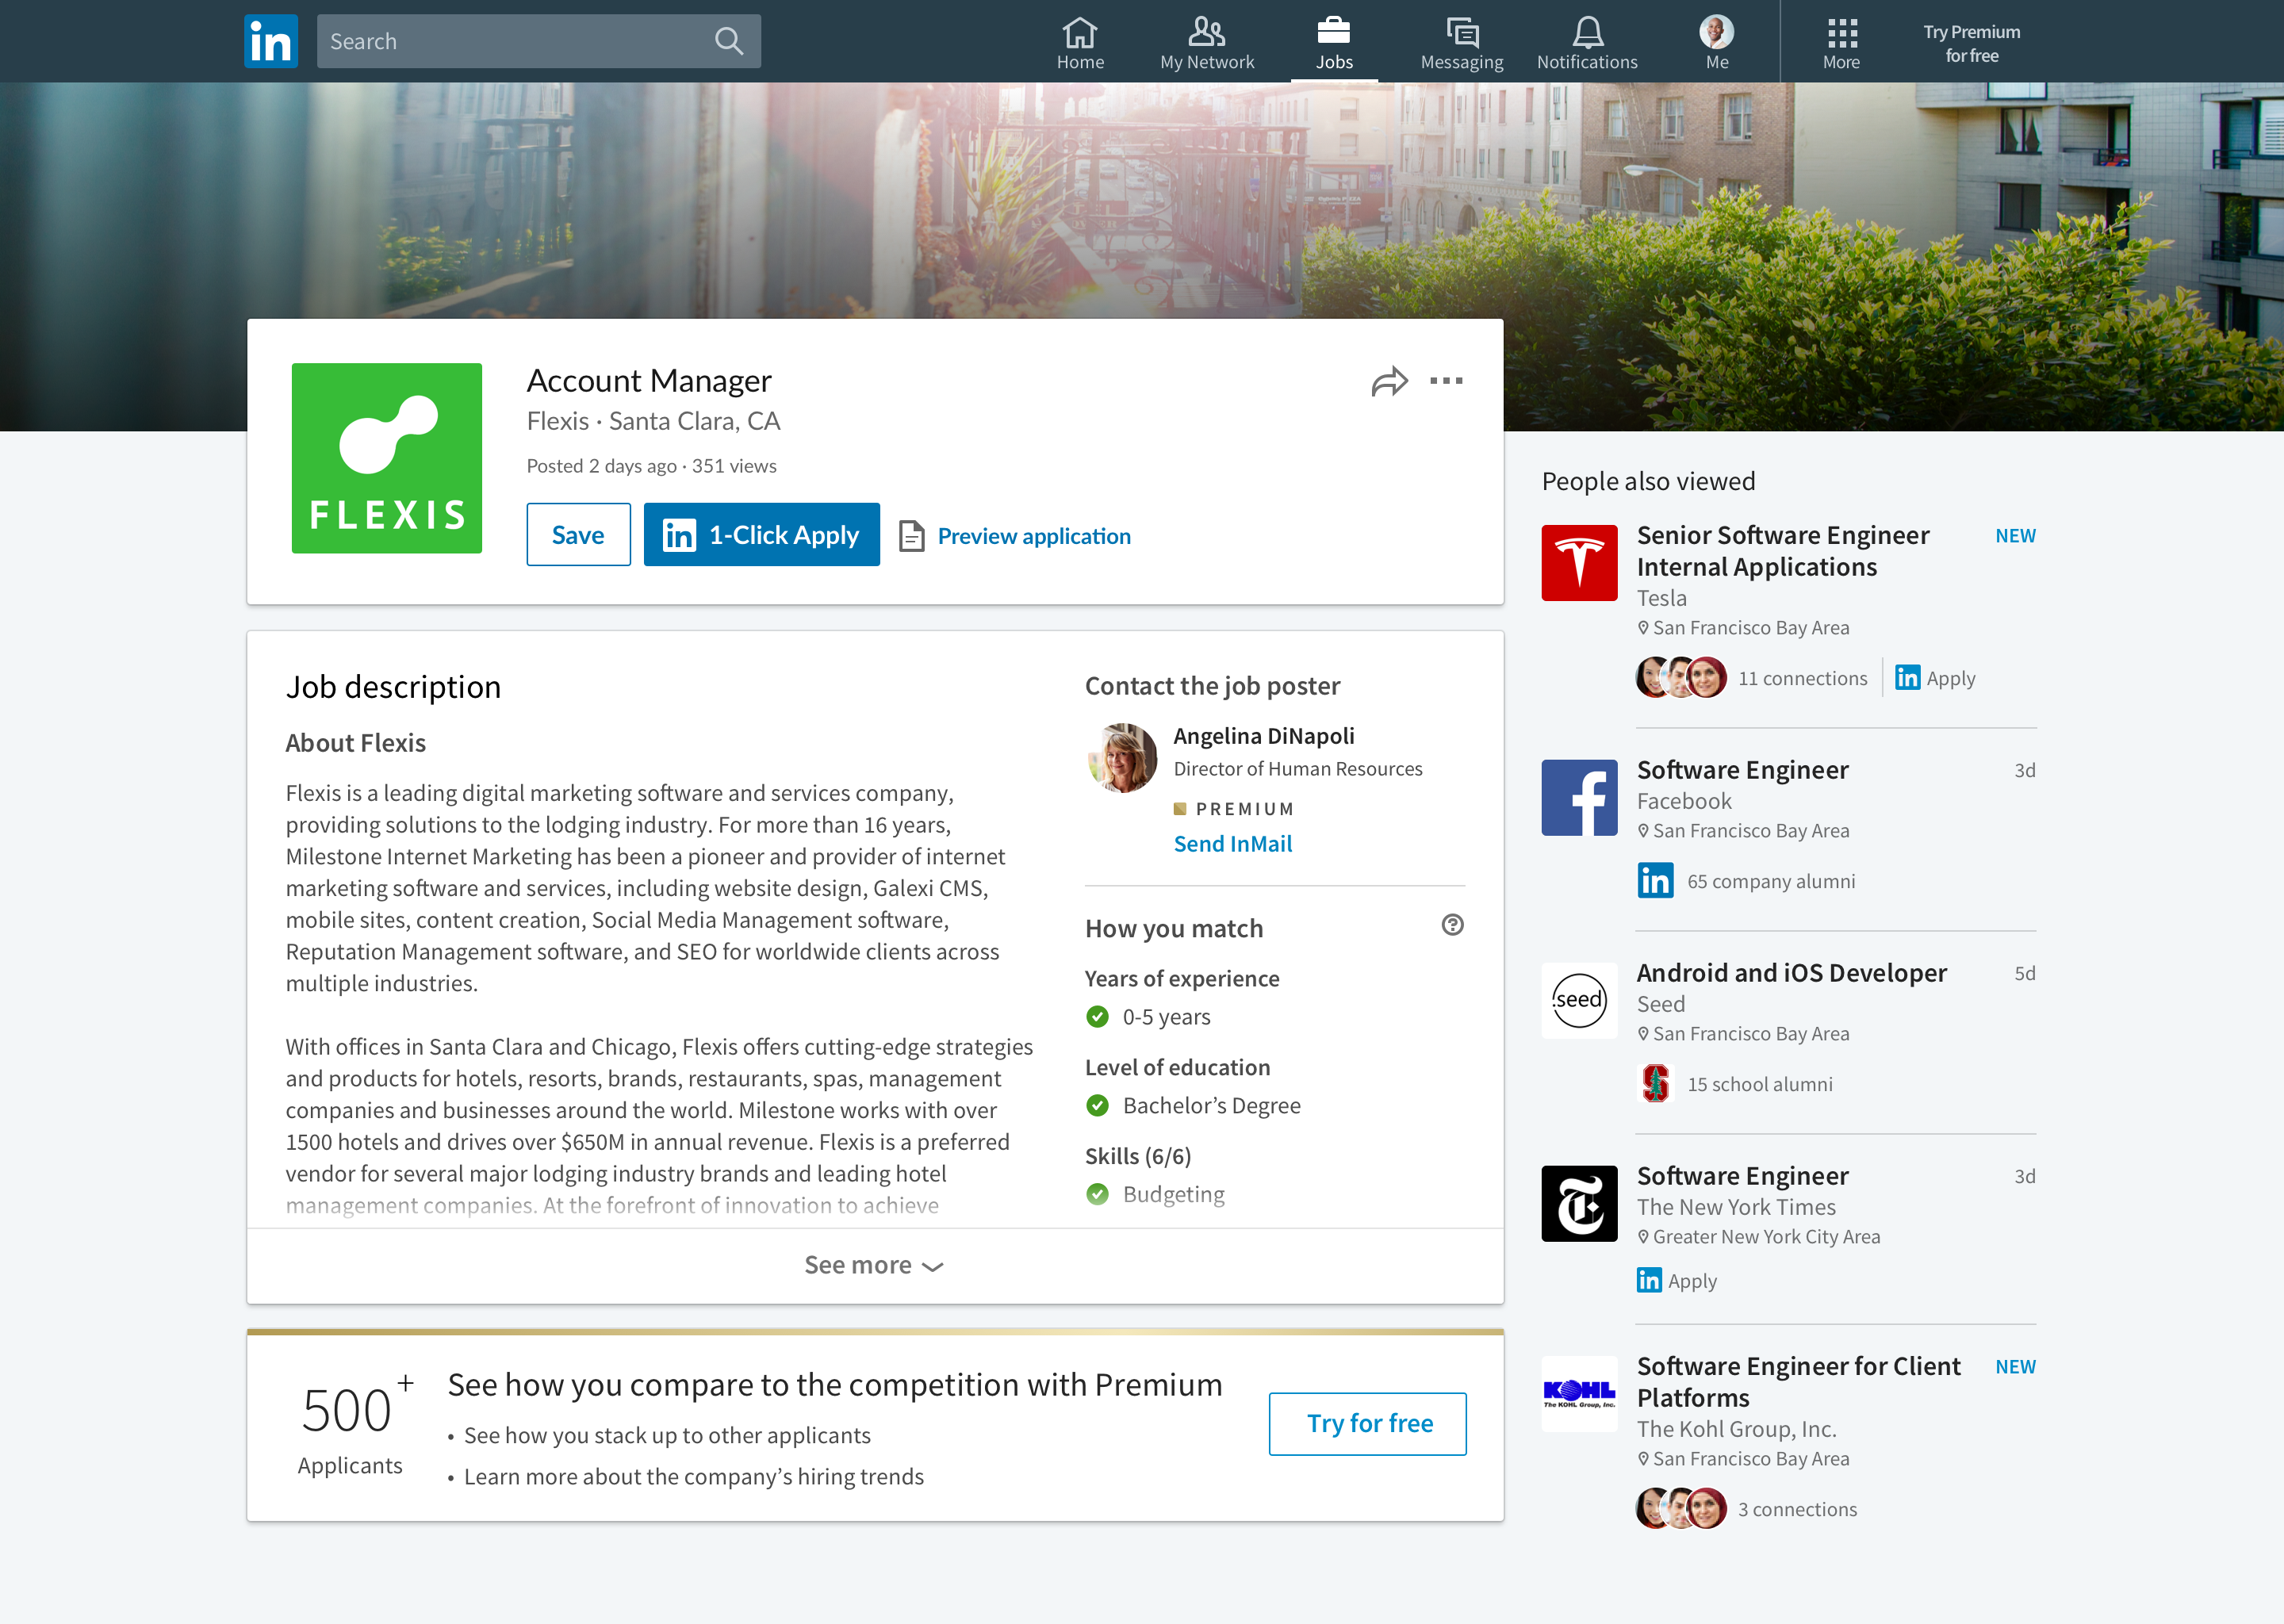 in
Search
Home
My Network
Jobs
Messaging
Notifications
Me
More
Try Premium
for free
FLEXIS
Account Manager
Flexis · Santa Clara, CA
Posted 2 days ago · 351 views
Save
in 1-Click Apply
Preview application
Job description
About Flexis
Flexis is a leading digital marketing software and services company,
providing solutions to the lodging industry. For more than 16 years,
Milestone Internet Marketing has been a pioneer and provider of internet
marketing software and services, including website design, Galexi CMS,
mobile sites, content creation, Social Media Management software,
Reputation Management software, and SEO for worldwide clients across
multiple industries.
With offices in Santa Clara and Chicago, Flexis offers cutting-edge strategies
and products for hotels, resorts, brands, restaurants, spas, management
companies and businesses around the world. Milestone works with over
1500 hotels and drives over $650M in annual revenue. Flexis is a preferred
vendor for several major lodging industry brands and leading hotel
management companies. At the forefront of innovation to achieve
Contact the job poster
Angelina DiNapoli
Director of Human Resources
PREMIUM
Send InMail
How you match
?
Years of experience
0-5 years
Level of education
Bachelor's Degree
Skills (6/6)
Budgeting
See more
500+
Applicants
See how you compare to the competition with Premium
• See how you stack up to other applicants
• Learn more about the company's hiring trends
Try for free
People also viewed
Senior Software Engineer
Internal Applications
NEW
Tesla
San Francisco Bay Area
11 connections
in Apply
f
Software Engineer
3d
Facebook
San Francisco Bay Area
in 65 company alumni
:seed
Android and iOS Developer
5d
Seed
San Francisco Bay Area
S
15 school alumni
T
Software Engineer
3d
The New York Times
Greater New York City Area
in Apply
KOHL
The KOHL Group, Inc.
Software Engineer for Client
Platforms
NEW
The Kohl Group, Inc.
San Francisco Bay Area
3 connections